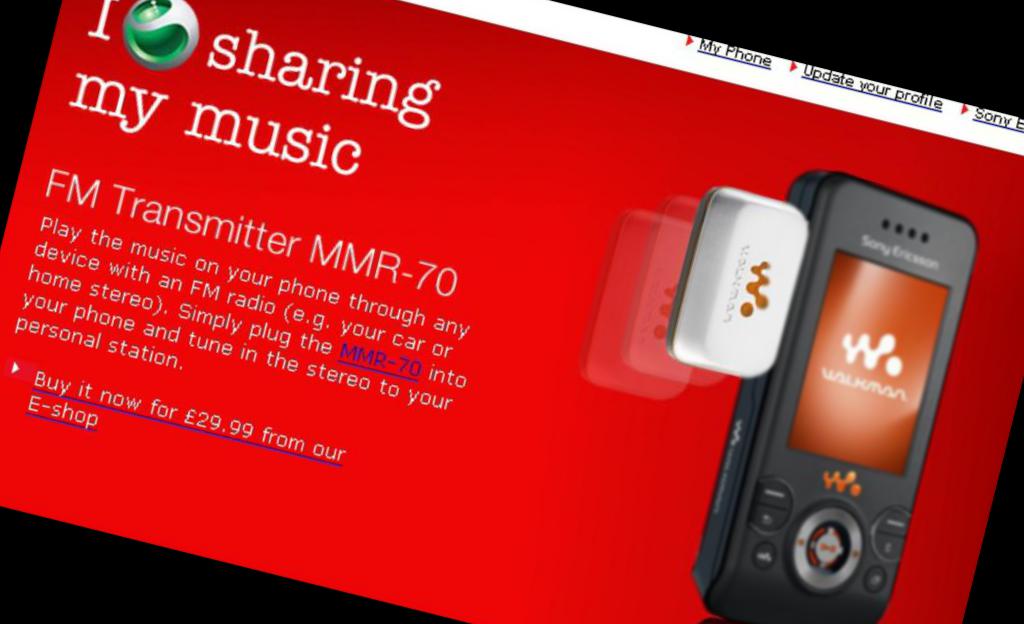 My Phone Update your profile Sony E
I sharing
my music
FM Transmitter MMR-70
Play the music on your phone through any
device with an FM radio (e.g. your car or
home stereo). Simply plug the MMR-70 into
your phone and tune in the stereo to your
personal station.
Buy it now for £29.99 from our
E-shop
WALKMAN
Sony Ericsson
WALKMAN